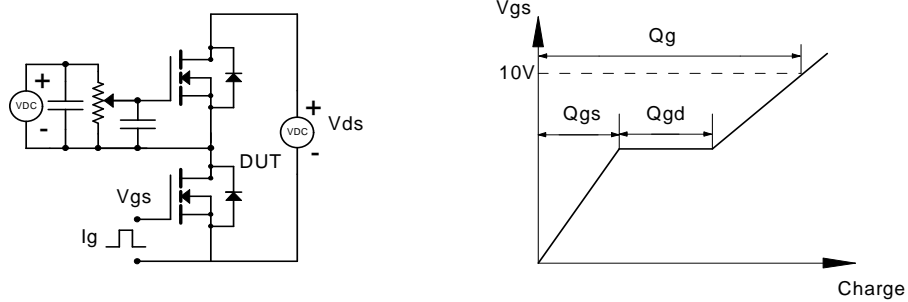 +
VDC
-
+
VDC
-
Vds
DUT
Vgs
Ig
Vgs
Qg
10V
Qgs
Qgd
Charge